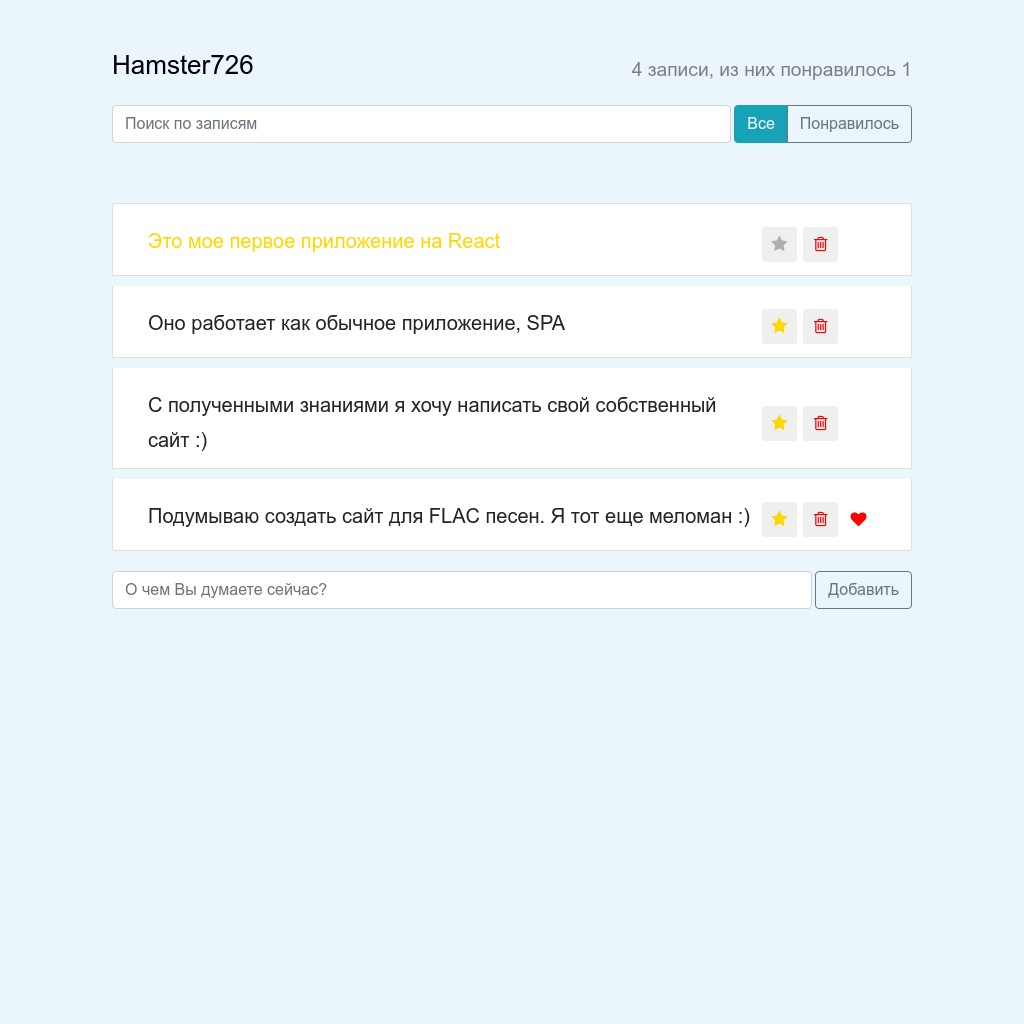 Hamster726
4 записи, из них понравилось 1
Поиск по записям
Все
Понравилось
Это мое первое приложение на React
Оно работает как обычное приложение, SPA
С полученными знаниями я хочу написать свой собственный
сайт :)
Подумываю создать сайт для FLAC песен. Я тот еще меломан :)
О чем Вы думаете сейчас?
Добавить